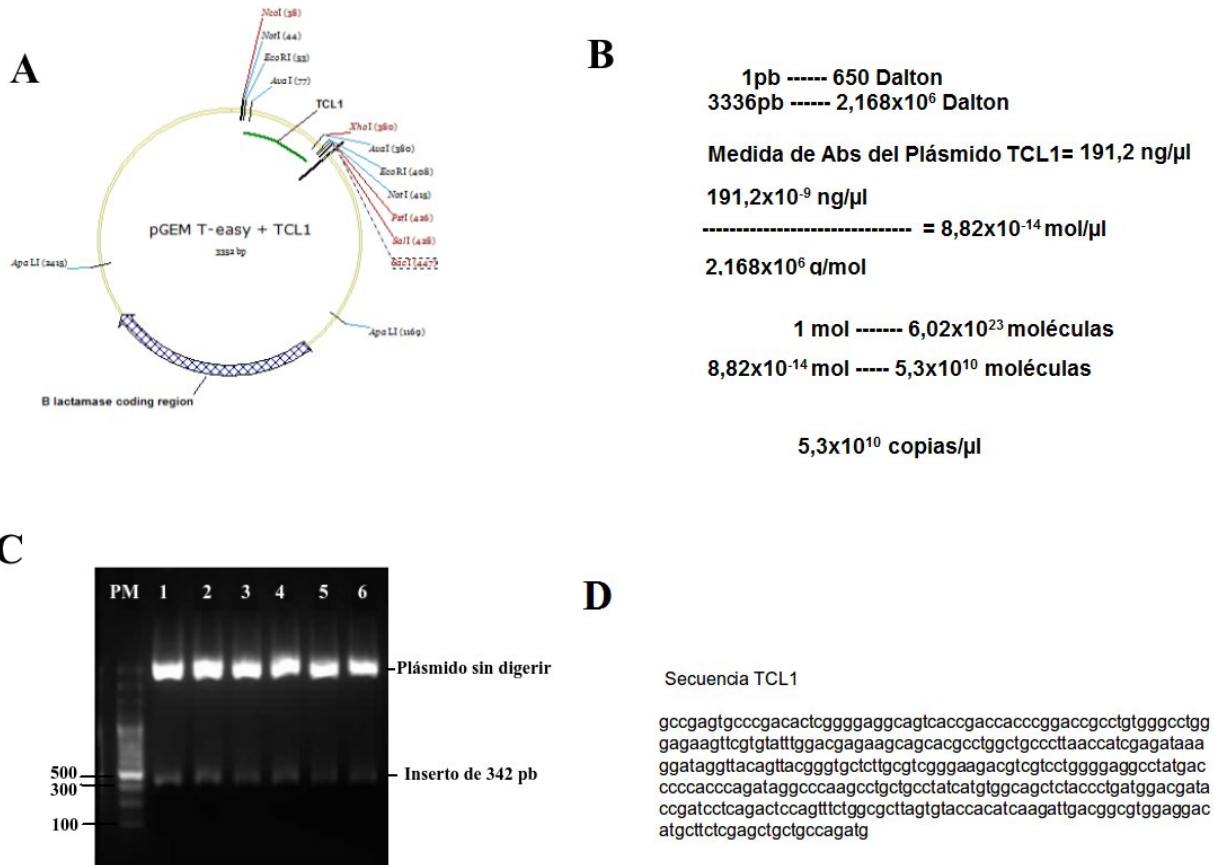 A
NcoI (38)
NotI (44)
EcoRI (53)
AvaI (77)
TCL1
XhoI (380)
AvaI (380)
EcoRI (408)
NotI (415)
PstI (426)
SalI (428)
SacI (447)
pGEM T-easy + TCL1
3352 bp
ApaLI (2415)
ApaLI (1169)
B lactamase coding region
B
1pb ------ 650 Dalton
3336pb ------ 2,168x10⁶ Dalton
Medida de Abs del Plásmido TCL1= 191,2 ng/µl
191,2x10⁻⁹ ng/µl
------------------------------- = 8,82x10⁻¹⁴ mol/µl
2,168x10⁶ g/mol
1 mol ------- 6,02x10²³ moléculas
8,82x10⁻¹⁴ mol ----- 5,3x10¹⁰ moléculas
5,3x10¹⁰ copias/µl
C
PM 1 2 3 4 5 6
Plásmido sin digerir
Inserto de 342 pb
500
300
100
D
Secuencia TCL1
gccgagtgcccgacactcggggaggcagtcaccgaccacccggaccgcctgtgggcctgg
gagaagttcgtgtatttggacgagaagcagcacgcctggctgcccttaaccatcgagataaa
ggataggttacagttacgggtgctcttgcgtcgggaagacgtcgtcctggggaggcctatgac
ccccacccagataggcccaagcctgctgcctatcatgtggcagctctaccctgatggacgata
ccgatcctcagactccagtttctggcgcttagtgtaccacatcaagattgacggcgtggaggac
atgcttctcgagctgctgccagatg